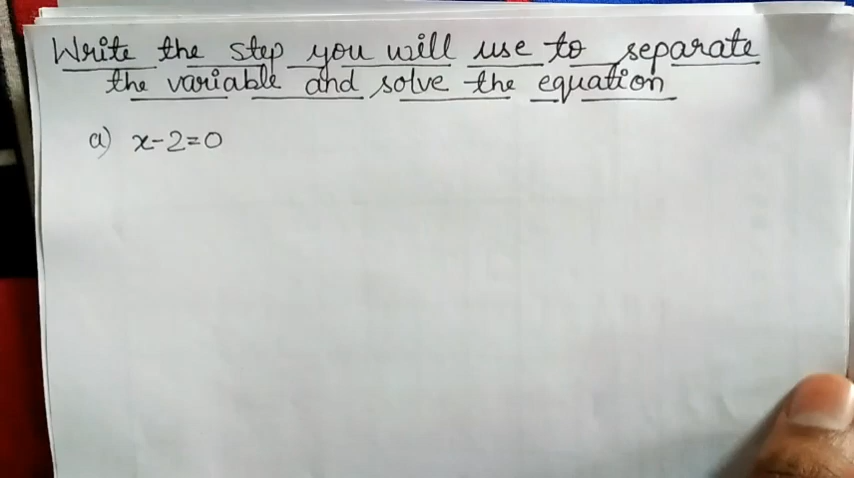 Write the step you will use to separate
the variable and solve the equation
a) x-2=0